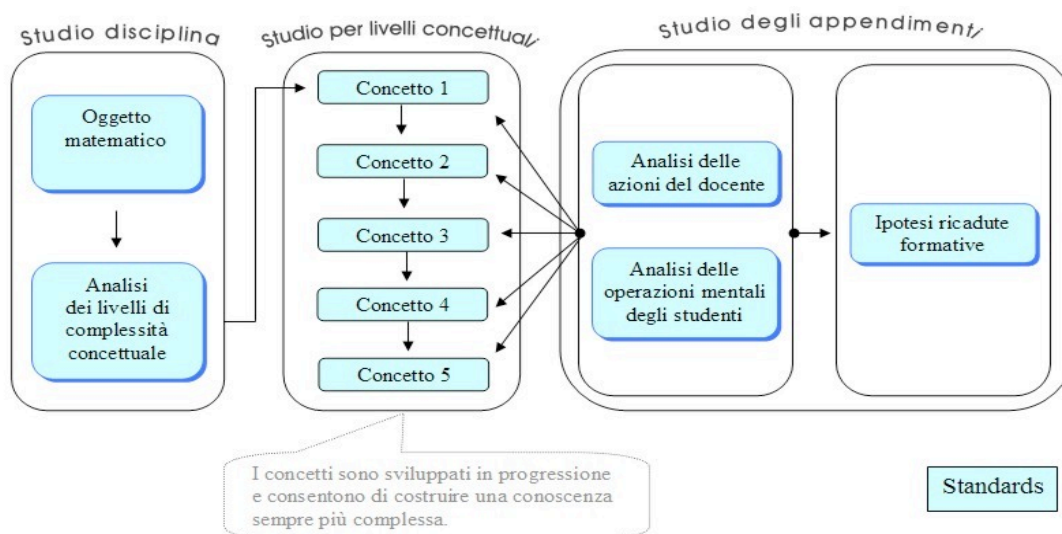 Studio disciplina
Studio per livelli concettuali
Studio degli appendimenti
Oggetto
matematico
Analisi
dei livelli di
complessità
concettuale
Concetto 1
Concetto 2
Concetto 3
Concetto 4
Concetto 5
Analisi delle
azioni del docente
Analisi delle
operazioni mentali
degli studenti
Ipotesi ricadute
formative
I concetti sono sviluppati in progressione
e consentono di costruire una conoscenza
sempre più complessa.
Standards